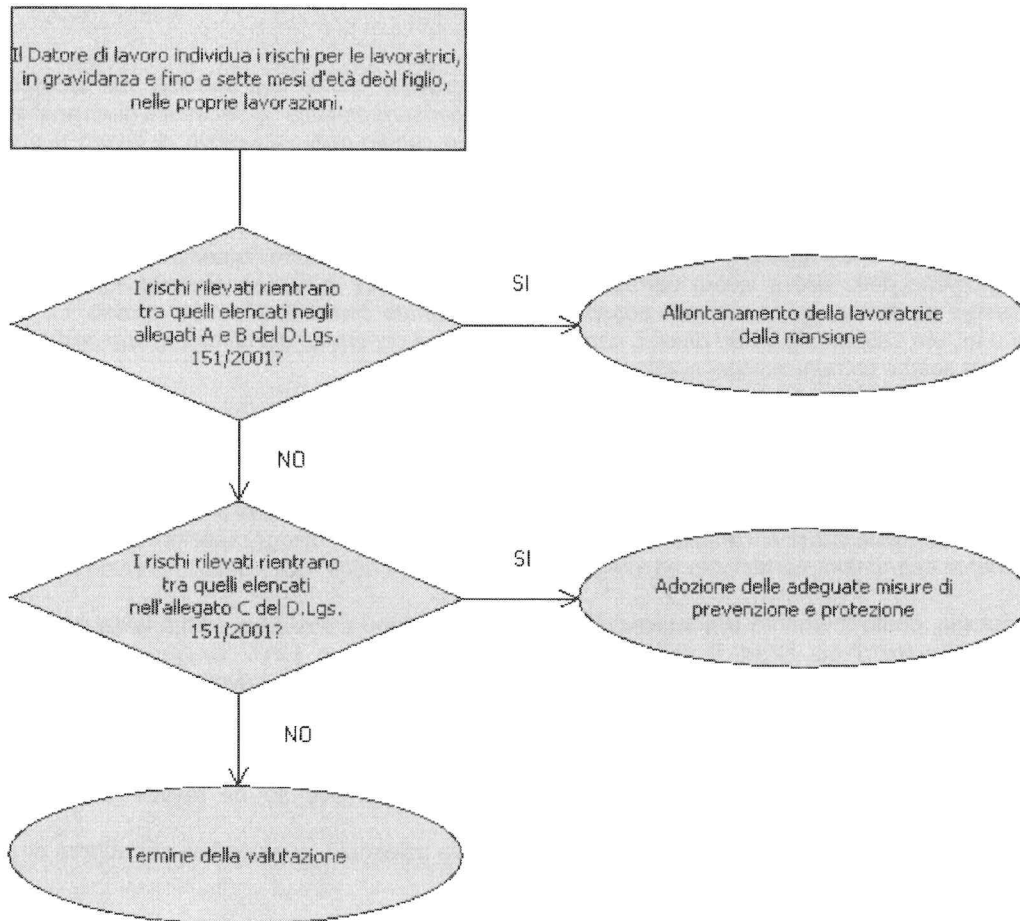 Il Datore di lavoro individua i rischi per le lavoratrici,
in gravidanza e fino a sette mesi d'età deòl figlio,
nelle proprie lavorazioni.
I rischi rilevati rientrano
tra quelli elencati negli
allegati A e B del D.Lgs.
151/2001?
SI
Allontanamento della lavoratrice
dalla mansione
NO
I rischi rilevati rientrano
tra quelli elencati
nell'allegato C del D.Lgs.
151/2001?
SI
Adozione delle adeguate misure di
prevenzione e protezione
NO
Termine della valutazione